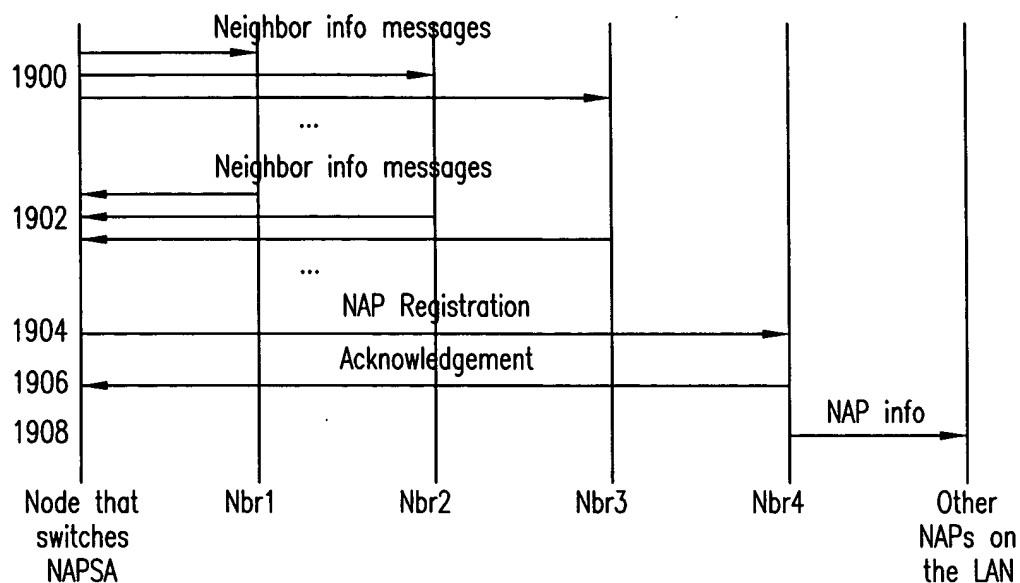 Neighbor info messages
1900
...
Neighbor info messages
1902
...
NAP Registration
1904
Acknowledgement
1906
NAP info
1908
Node that
switches
NAPSA
Nbr1
Nbr2
Nbr3
Nbr4
Other
NAPs on
the LAN